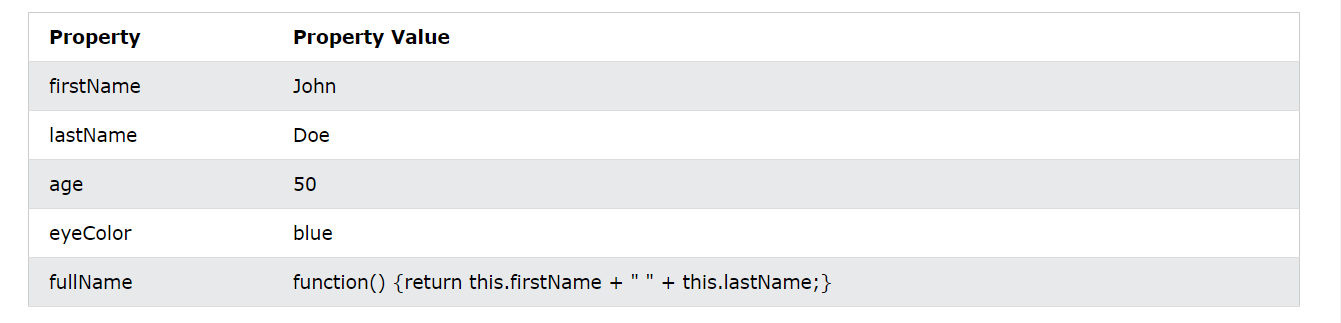 Property Property Value
firstName John
lastName Doe
age 50
eyeColor blue
fullName function() {return this.firstName + " " + this.lastName;}